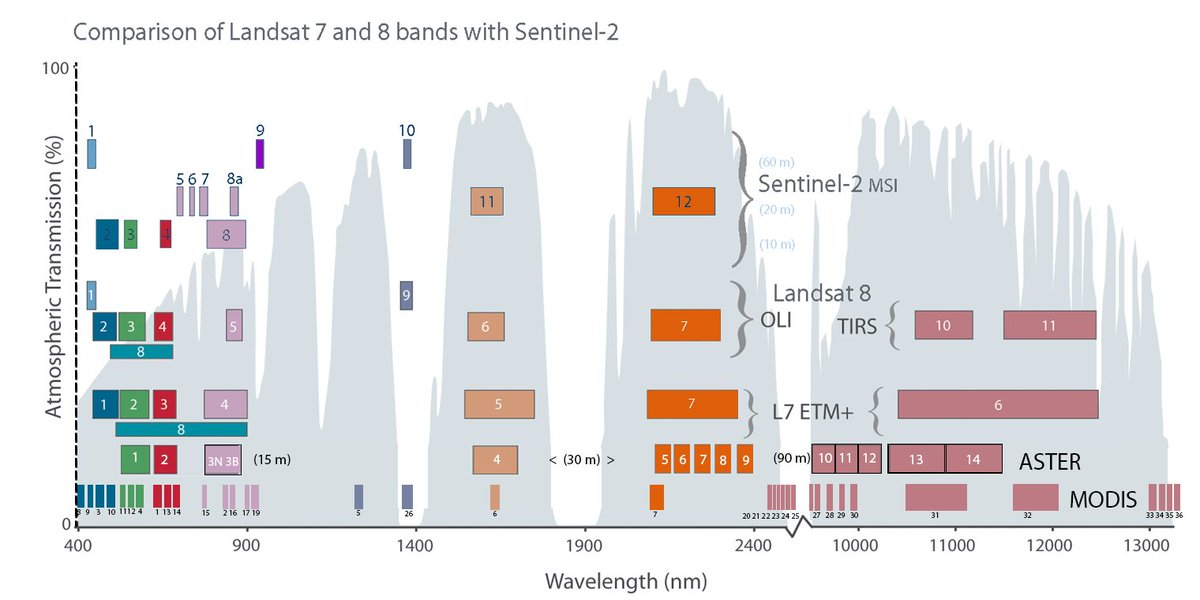 Comparison of Landsat 7 and 8 bands with Sentinel-2
100
Atmospheric Transmission (%)
1 9 10
(60 m)
5 6 7 8a
11 12
Sentinel-2 MSI
(20 m)
2 3 4 8
(10 m)
1 9
Landsat 8
2 3 4 5 6 7 OLI TIRS 10 11
8
1 2 3 4 5 7 L7 ETM+ 6
8
1 2 3N 3B (15 m) 4 < (30 m) > 5 6 7 8 9 (90 m) 10 11 12 13 14 ASTER
MODIS
8 9 3 10 11 12 4 1 13 14 15 2 16 17 19 5 26 6 7 20 21 22 23 24 25 27 28 29 30 31 32 33 34 35 36
0
400 900 1400 1900 2400 10000 11000 12000 13000
Wavelength (nm)